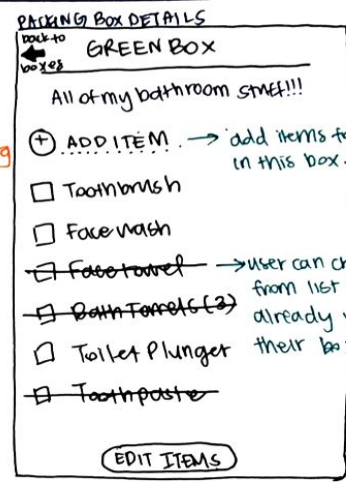 PACKING BOX DETAILS
back to
boxes
GREEN BOX
All of my bathroom stuff!!!
+ ADD ITEM → add items to
in this box.
Toothbrush
Face wash
Face towel → user can
from list
Bath Towels (3) already
Toilet Plunger their
Toothpaste
EDIT ITEMS